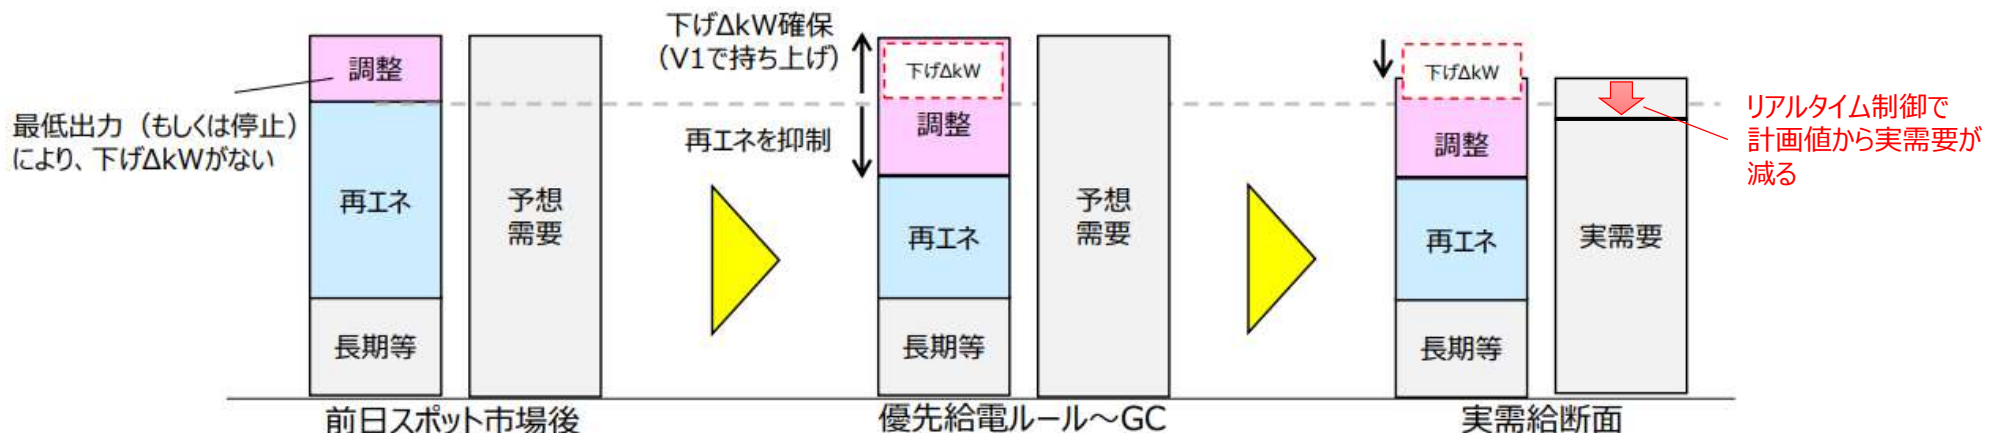 調整
最低出力（もしくは停止）
により、下げΔkWがない
再エネ
長期等
予想
需要
前日スポット市場後
下げΔkW確保
（V1で持ち上げ）
再エネを抑制
下げΔkW
調整
再エネ
長期等
予想
需要
優先給電ルール～GC
下げΔkW
調整
再エネ
長期等
実需要
リアルタイム制御で
計画値から実需要が
減る
実需給断面